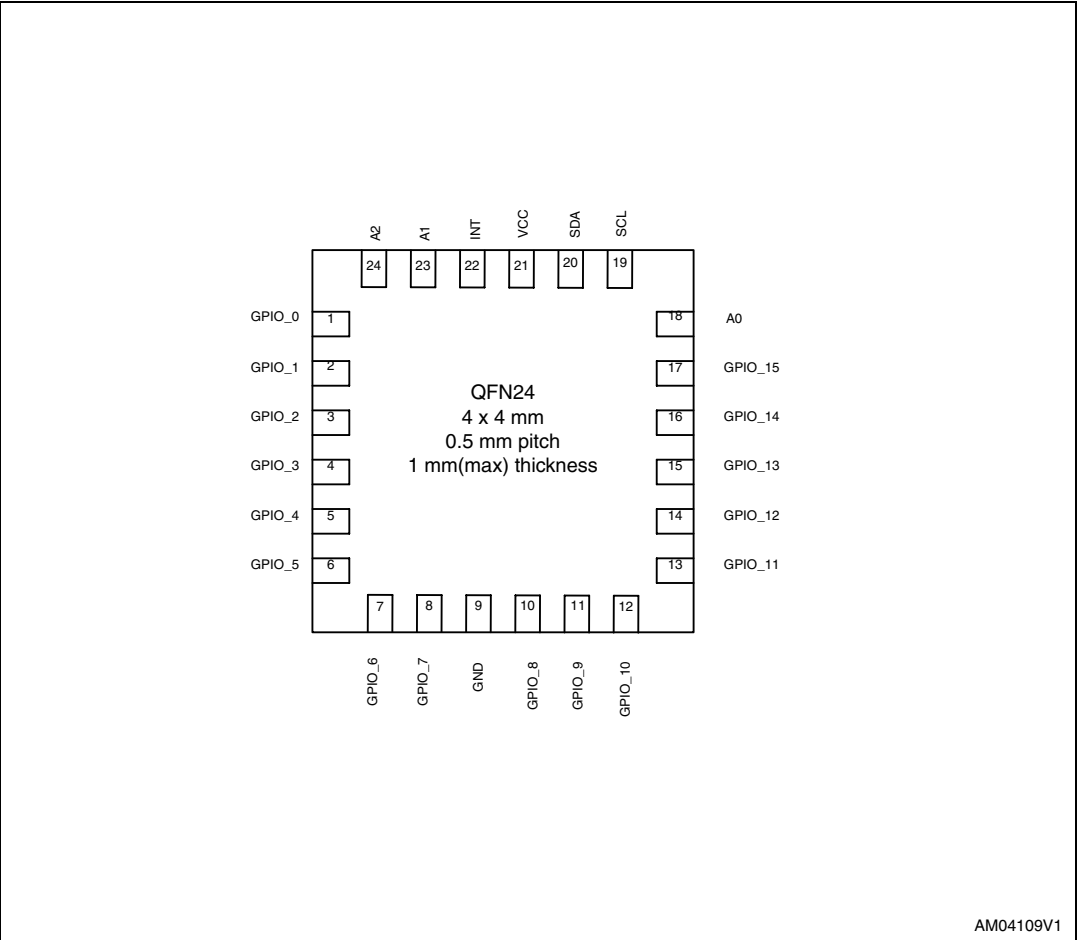 A2
A1
INT
VCC
SDA
SCL
24
23
22
21
20
19
GPIO_0
1
18
A0
GPIO_1
2
17
GPIO_15
GPIO_2
3
16
GPIO_14
GPIO_3
4
15
GPIO_13
GPIO_4
5
14
GPIO_12
GPIO_5
6
13
GPIO_11
QFN24
4 x 4 mm
0.5 mm pitch
1 mm(max) thickness
7
8
9
10
11
12
GPIO_6
GPIO_7
GND
GPIO_8
GPIO_9
GPIO_10
AM04109V1